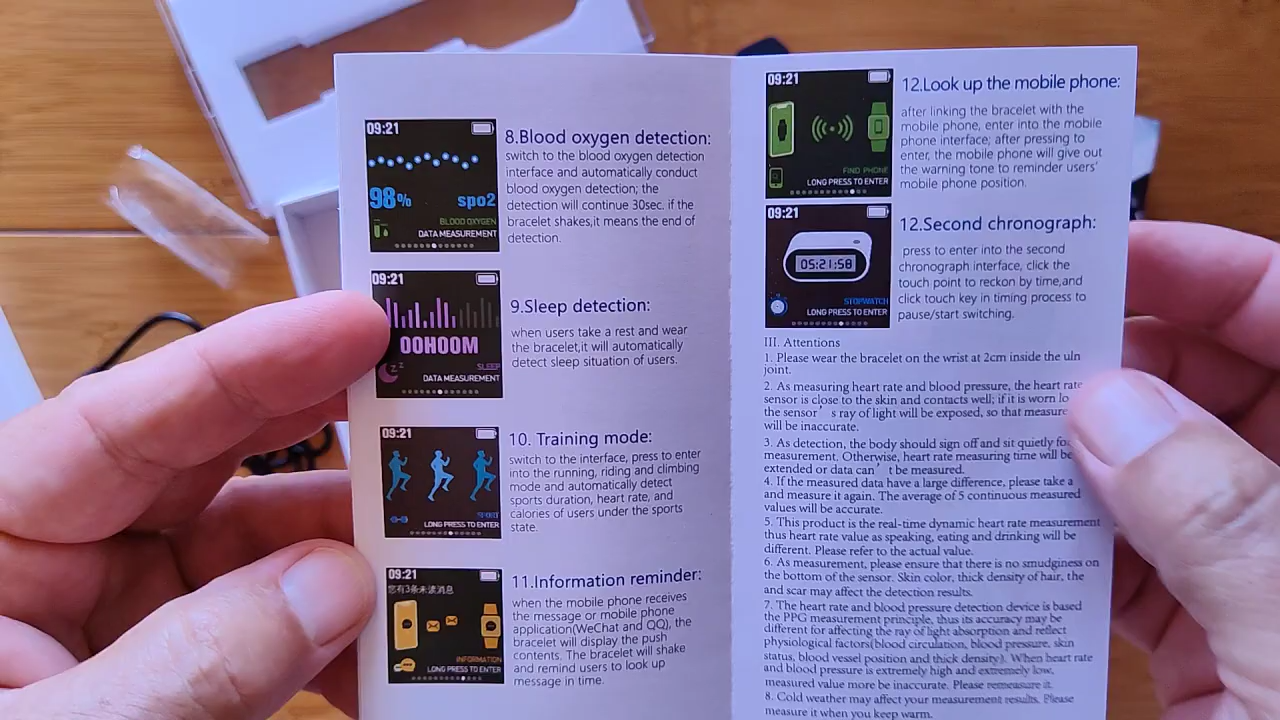 09:21
98% spo2
BLOOD OXYGEN
DATA MEASUREMENT
8.Blood oxygen detection:
switch to the blood oxygen detection
interface and automatically conduct
blood oxygen detection; the
detection will continue 30sec. if the
bracelet shakes,it means the end of
detection.
09:21
00H00M
SLEEP
DATA MEASUREMENT
9.Sleep detection:
when users take a rest and wear
the bracelet,it will automatically
detect sleep situation of users.
09:21
SPORT
LONG PRESS TO ENTER
10. Training mode:
switch to the interface, press to enter
into the running, riding and climbing
mode and automatically detect
sports duration, heart rate, and
calories of users under the sports
state.
09:21
您有3条未读消息
INFORMATION
LONG PRESS TO ENTER
11.Information reminder:
when the mobile phone receives
the message or mobile phone
application(WeChat and QQ), the
bracelet will display the push
contents. The bracelet will shake
and remind users to look up
message in time.
09:21
FIND PHONE
LONG PRESS TO ENTER
12.Look up the mobile phone:
after linking the bracelet with the
mobile phone, enter into the mobile
phone interface; after pressing to
enter, the mobile phone will give out
the warning tone to reminder users'
mobile phone position.
09:21
05:21:58
STOPWATCH
LONG PRESS TO ENTER
12.Second chronograph:
press to enter into the second
chronograph interface, click the
touch point to reckon by time,and
click touch key in timing process to
pause/start switching.
III. Attentions
1. Please wear the bracelet on the wrist at 2cm inside the uln
joint.
2. As measuring heart rate and blood pressure, the heart rate
sensor is close to the skin and contacts well; if it is worn lo
the sensor's ray of light will be exposed, so that measure
will be inaccurate.
3. As detection, the body should sign off and sit quietly fo
measurement. Otherwise, heart rate measuring time will be
extended or data can't be measured.
4. If the measured data have a large difference, please take a
and measure it again. The average of 5 continuous measured
values will be accurate.
5. This product is the real-time dynamic heart rate measurement
thus heart rate value as speaking, eating and drinking will be
different. Please refer to the actual value.
6. As measurement, please ensure that there is no smudginess on
the bottom of the sensor. Skin color, thick density of hair, the
and scar may affect the detection results.
7. The heart rate and blood pressure detection device is based
the PPG measurement principle, thus its accuracy may be
different for affecting the ray of light absorption and reflect
physiological factors(blood circulation, blood pressure, skin
status, blood vessel position and thick density). When heart rate
and blood pressure is extremely high and extremely low,
measured value more be inaccurate. Please remeasure it.
8. Cold weather may affect your measurement results. Please
measure it when you keep warm.